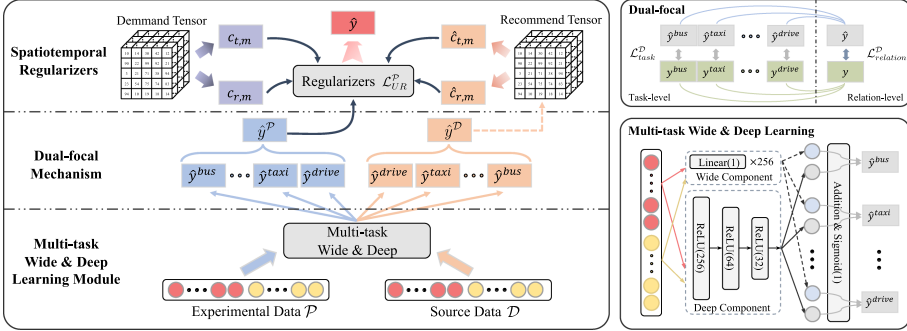 Demmand Tensor
Recommend Tensor
Spatiotemporal
Regularizers
c_{t,m}
c_{r,m}
ŷ
Regularizers ℒ^𝒫_{UR}
ĉ_{t,m}
ĉ_{r,m}
Dual-focal
Mechanism
ŷ^𝒫
ŷ^𝒟
ŷ^{bus} ••• ŷ^{taxi} ŷ^{drive}
ŷ^{drive} ŷ^{taxi} ••• ŷ^{bus}
Multi-task
Wide & Deep
Learning Module
Multi-task
Wide & Deep
Experimental Data 𝒫
Source Data 𝒟
Dual-focal
ŷ^{bus} ŷ^{taxi} ••• ŷ^{drive} ŷ
ℒ^𝒟_{task}
ℒ^𝒟_{relation}
y^{bus} y^{taxi} ••• y^{drive} y
Task-level
Relation-level
Multi-task Wide & Deep Learning
Linear(1) ×256
Wide Component
ReLU(256)
ReLU(64)
ReLU(32)
Deep Component
Addition & Sigmoid(1)
ŷ^{bus}
ŷ^{taxi}
ŷ^{drive}